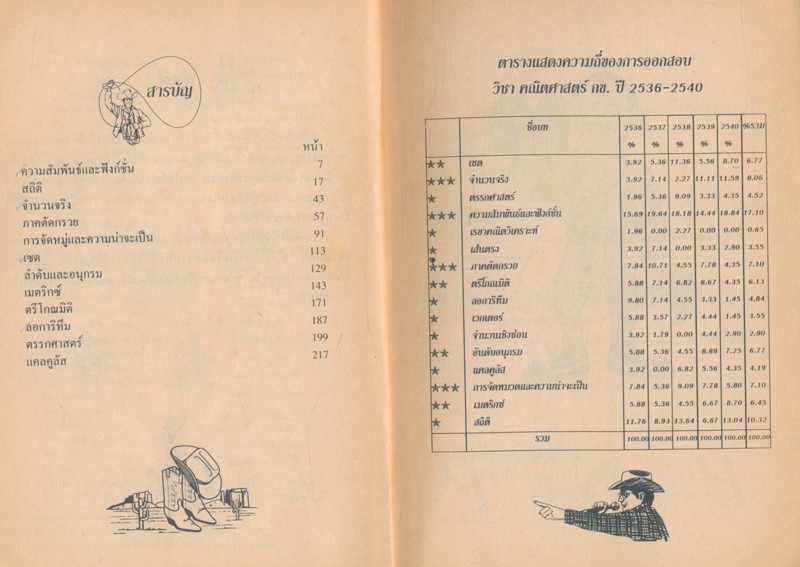 สารบัญ
หน้า
ความสัมพันธ์และฟังก์ชั่น 7
สถิติ 17
จำนวนจริง 43
ภาคตัดกรวย 57
การจัดหมู่และความน่าจะเป็น 91
เซต 113
ลำดับและอนุกรม 129
เมตริกซ์ 143
ตรีโกณมิติ 171
ล่อการิทึ่ม 187
ตรรกศาสตร์ 199
แคลคูลัส 217
ตารางแสดงความถี่ของการออกสอบ
วิชา คณิตศาสตร์ กข. ปี 2536-2540
ชื่อบท 2536 2537 2538 2539 2540 %รวม
% % % % %
★★ เซต 3.92 5.36 11.36 5.56 8.70 6.77
★★★ จำนวนจริง 3.92 7.14 2.27 11.11 11.59 8.06
★ ตรรกศาสตร์ 1.96 5.36 9.09 3.33 4.35 4.52
★★★ ความสัมพันธ์และฟังก์ชั่น 15.69 19.64 18.18 14.44 18.84 17.10
★ เรขาคณิตวิเคราะห์ 1.96 0.00 2.27 0.00 0.00 0.65
★ เส้นตรง 3.92 7.14 0.00 3.33 2.90 3.55
★★★ ภาคตัดกรวย 7.84 10.71 4.55 7.78 4.35 7.10
★★ ตรีโกณมิติ 5.88 7.14 6.82 6.67 4.35 6.13
★ ลอการิทึม 9.80 7.14 4.55 3.33 1.45 4.84
★ เวกเตอร์ 5.88 3.57 2.27 4.44 1.45 3.55
★ จำนวนเชิงซ้อน 3.92 1.79 0.00 4.44 2.90 2.90
★★ อันดับอนุกรม 5.88 5.36 4.55 8.89 7.25 6.77
★ แคลคูลัส 3.92 0.00 6.82 5.56 4.35 4.19
★★★ การจัดหมวดและความน่าจะเป็น 7.84 5.36 9.09 7.78 5.80 7.10
★★ เมตริกซ์ 5.88 5.36 4.55 6.67 8.70 6.45
★ สถิติ 11.76 8.93 13.64 6.67 13.04 10.32
รวม 100.00 100.00 100.00 100.00 100.00 100.00